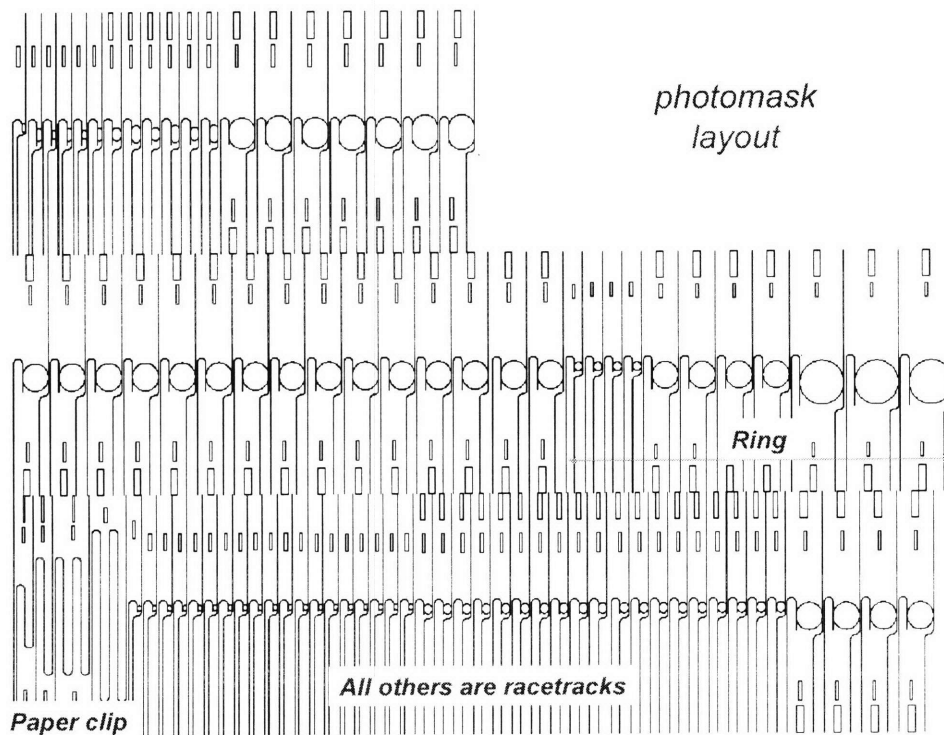 photomask
layout
Ring
All others are racetracks
Paper clip